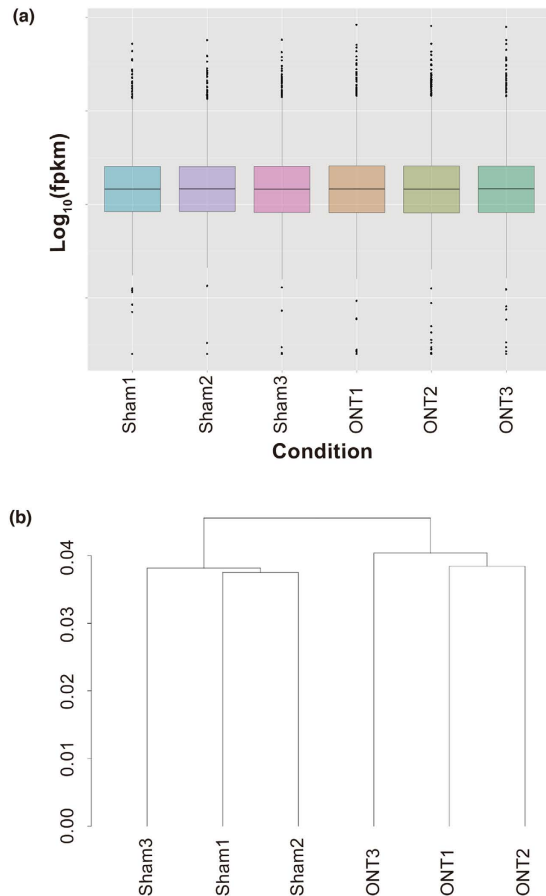 (a)
Log10(fpkm)
Sham1
Sham2
Sham3
ONT1
ONT2
ONT3
Condition
(b)
0.04
0.03
0.02
0.01
0.00
Sham3
Sham1
Sham2
ONT3
ONT1
ONT2